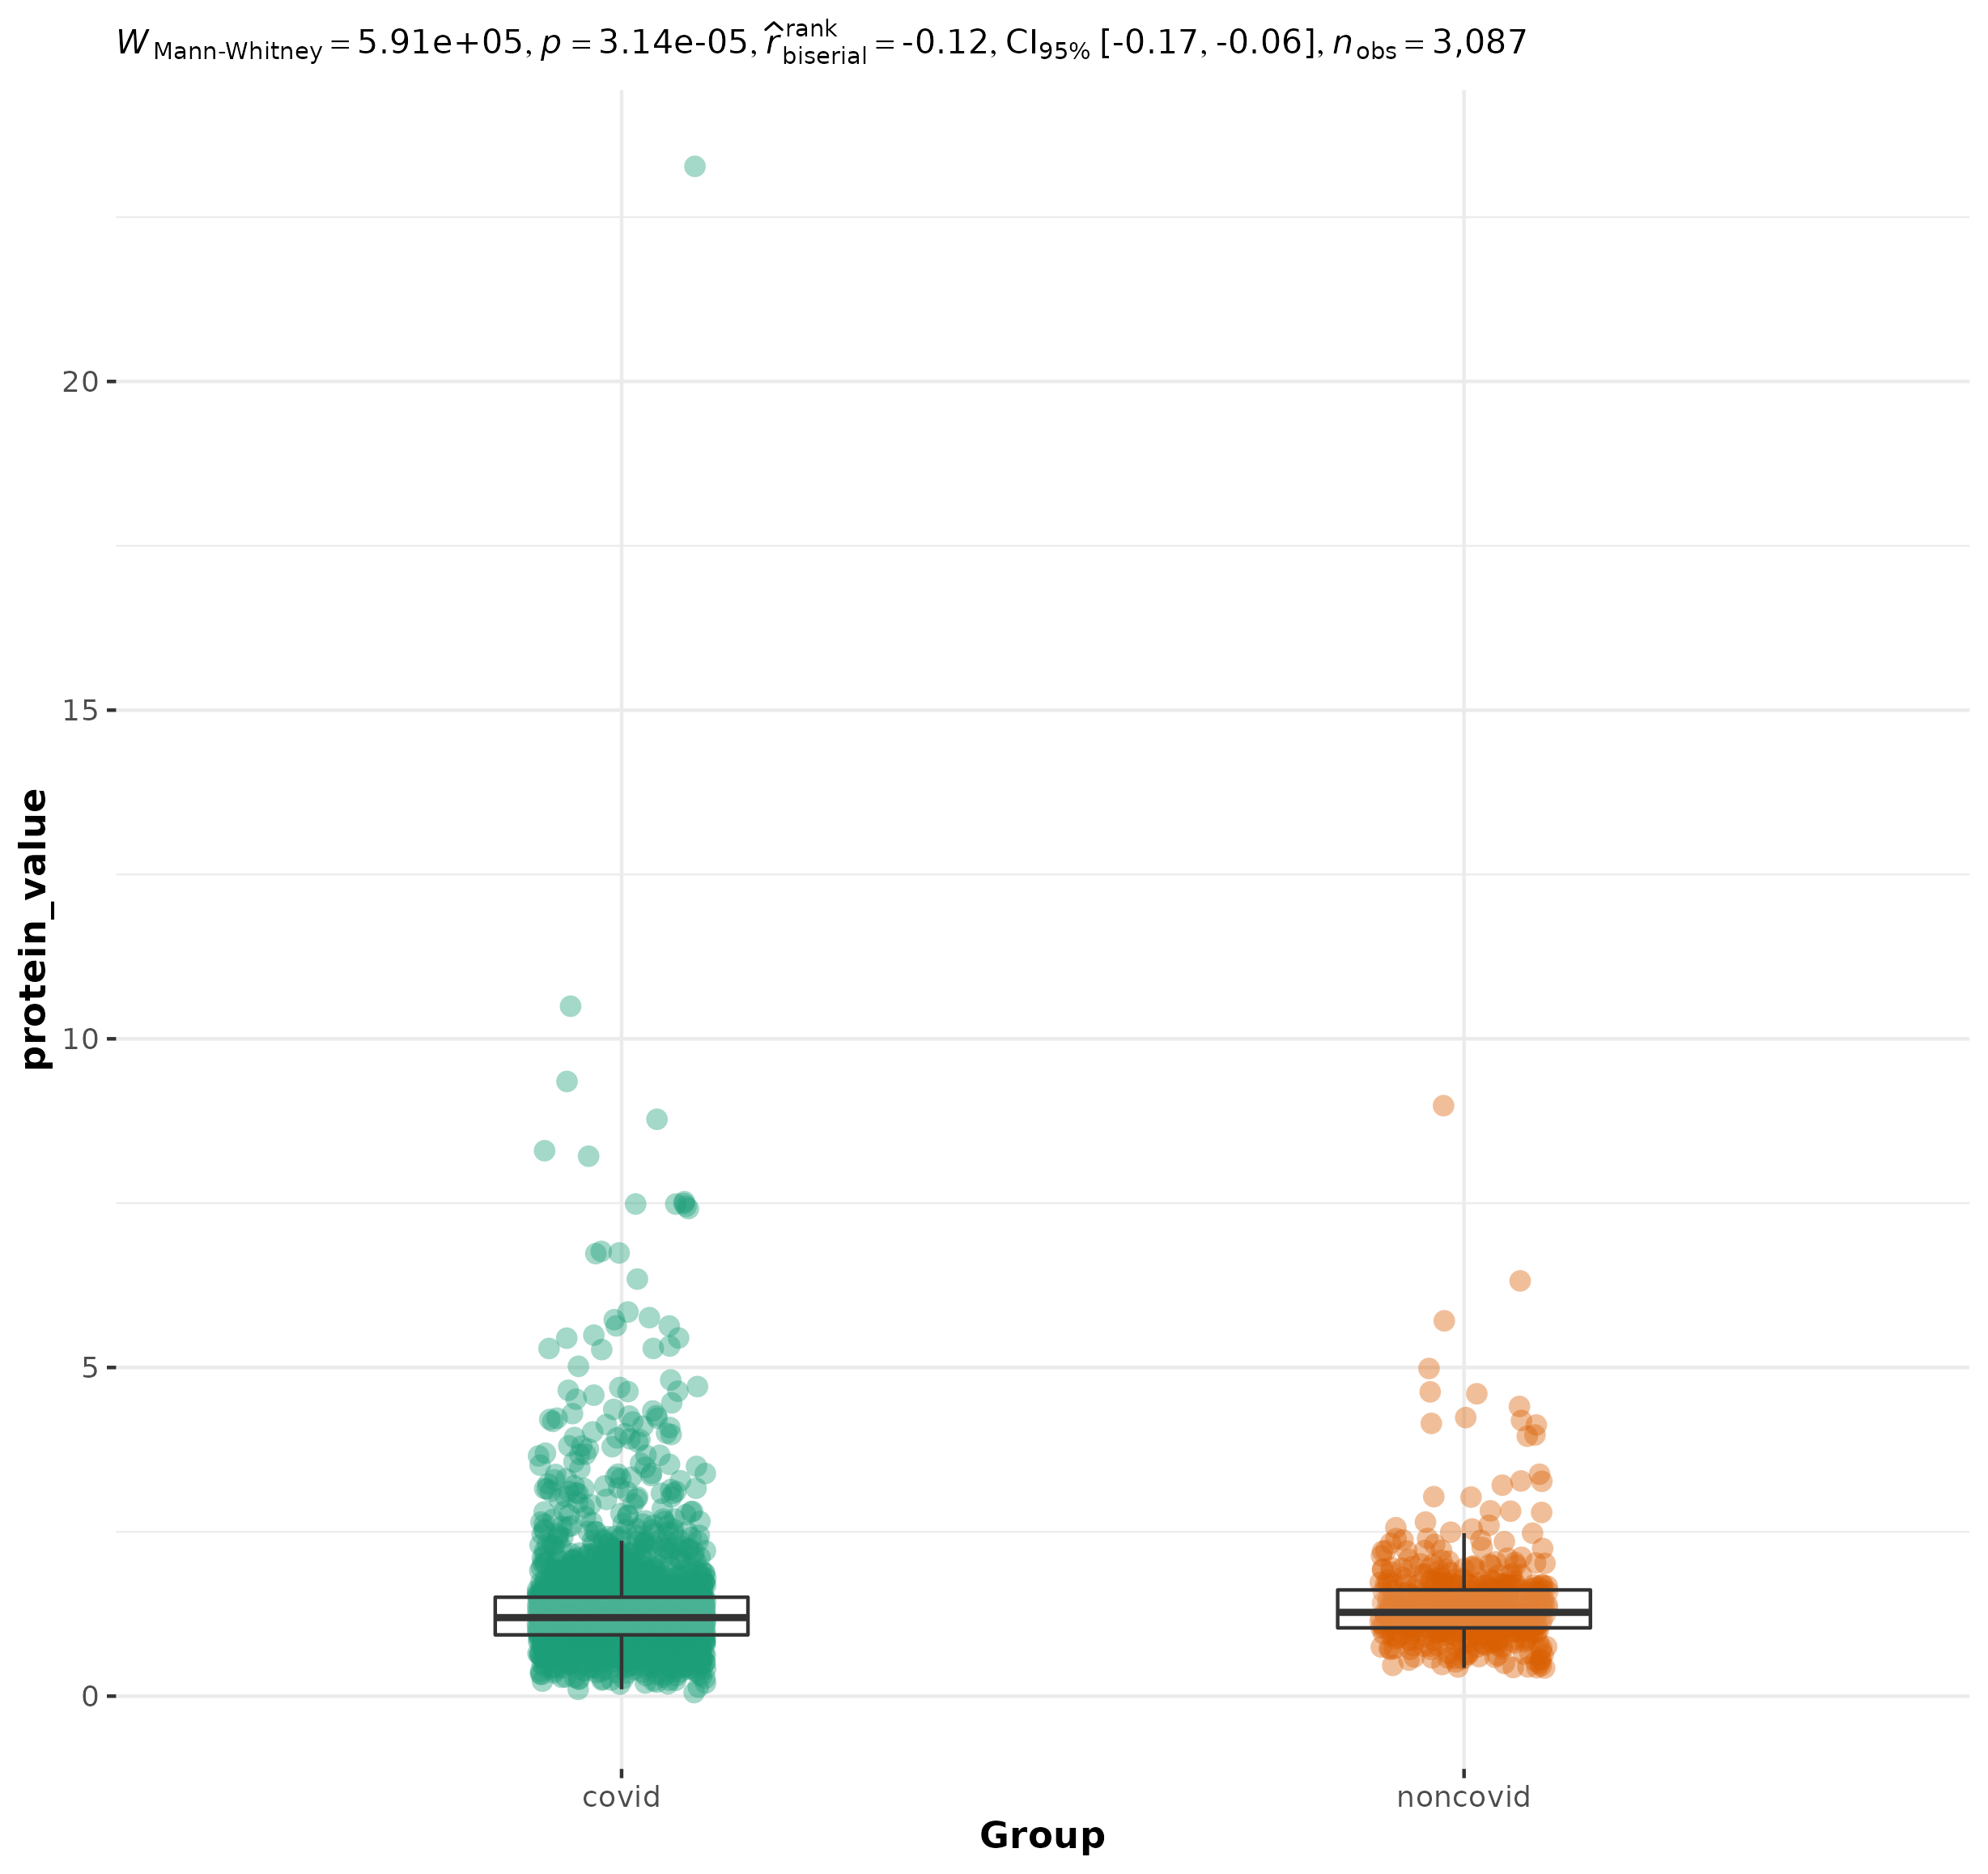 W Mann-Whitney = 5.91e+05, p = 3.14e-05, r̂ rank biserial = -0.12, CI95% [-0.17, -0.06], n obs = 3,087
20
15
10
5
0
protein_value
covid noncovid
Group